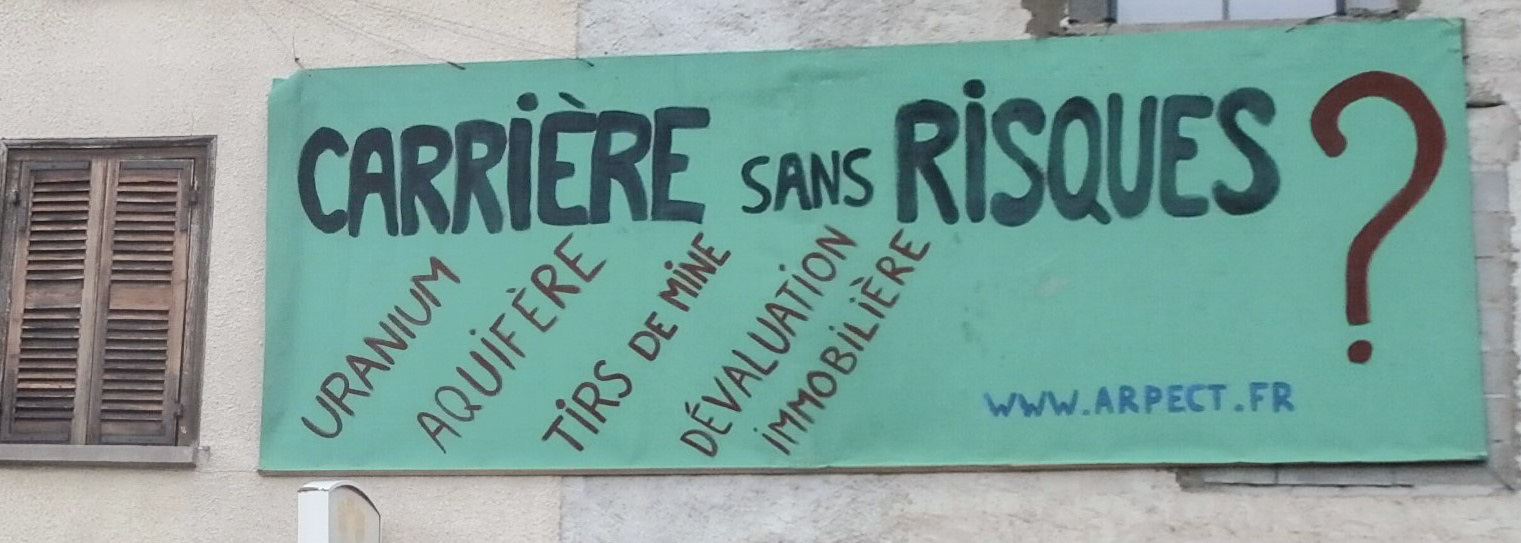 CARRIÈRE SANS RISQUES ?
URANIUM
AQUIFÈRE
TIRS DE MINE
DÉVALUATION
IMMOBILIÈRE
WWW.ARPECT.FR